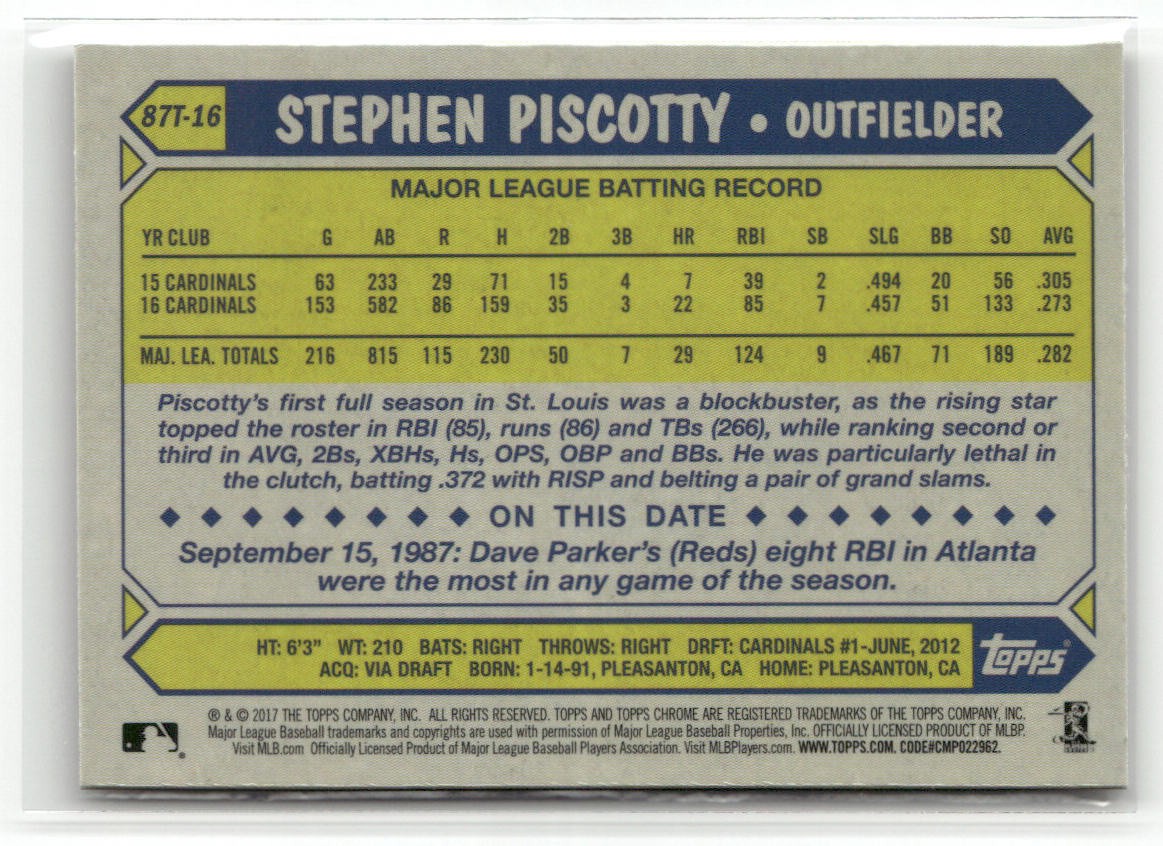 87T-16 STEPHEN PISCOTTY • OUTFIELDER
MAJOR LEAGUE BATTING RECORD
YR CLUB G AB R H 2B 3B HR RBI SB SLG BB SO AVG
15 CARDINALS 63 233 29 71 15 4 7 39 2 .494 20 56 .305
16 CARDINALS 153 582 86 159 35 3 22 85 7 .457 51 133 .273
MAJ. LEA. TOTALS 216 815 115 230 50 7 29 124 9 .467 71 189 .282
Piscotty's first full season in St. Louis was a blockbuster, as the rising star
topped the roster in RBI (85), runs (86) and TBs (266), while ranking second or
third in AVG, 2Bs, XBHs, Hs, OPS, OBP and BBs. He was particularly lethal in
the clutch, batting .372 with RISP and belting a pair of grand slams.
ON THIS DATE
September 15, 1987: Dave Parker's (Reds) eight RBI in Atlanta
were the most in any game of the season.
HT: 6'3" WT: 210 BATS: RIGHT THROWS: RIGHT DRFT: CARDINALS #1-JUNE, 2012
ACQ: VIA DRAFT BORN: 1-14-91, PLEASANTON, CA HOME: PLEASANTON, CA
topps®
® & © 2017 THE TOPPS COMPANY, INC. ALL RIGHTS RESERVED. TOPPS AND TOPPS CHROME ARE REGISTERED TRADEMARKS OF THE TOPPS COMPANY, INC.
Major League Baseball trademarks and copyrights are used with permission of Major League Baseball Properties, Inc. OFFICIALLY LICENSED PRODUCT OF MLBP.
Visit MLB.com Officially Licensed Product of Major League Baseball Players Association. Visit MLBPlayers.com. WWW.TOPPS.COM. CODE#CMP022962.